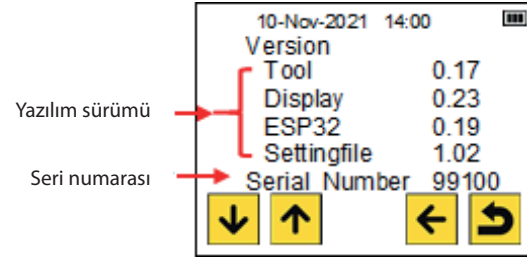 10-Nov-2021 14:00
Version
Tool 0.17
Yazılım sürümü
Display 0.23
ESP32 0.19
Settingfile 1.02
Seri numarası
Serial Number 99100